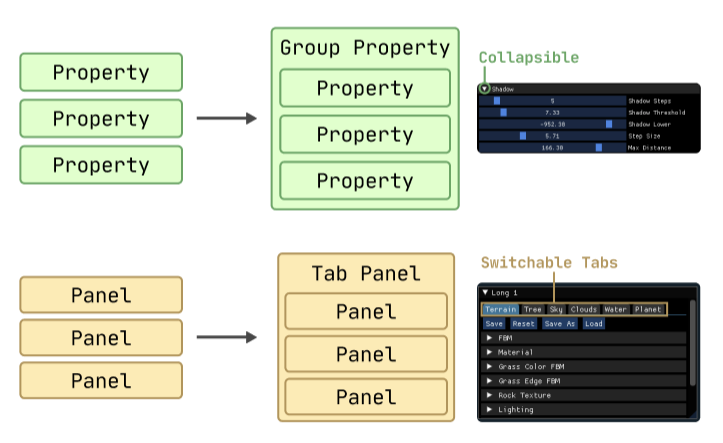 Group Property
Property
Property
Property
Property
Property
Property
Collapsible
Shadow
5 Shadow Steps
7.33 Shadow Threshold
-952.38 Shadow Lower
5.71 Step Size
166.30 Max Distance
Tab Panel
Panel
Panel
Panel
Panel
Panel
Panel
Switchable Tabs
Long 1
Terrain Tree Sky Clouds Water Planet
Save Reset Save As Load
FBM
Material
Grass Color FBM
Grass Edge FBM
Rock Texture
Lighting